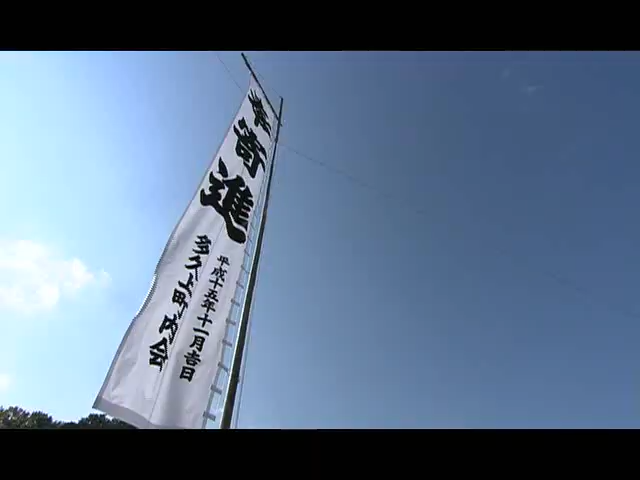 奉寄進
平成十五年十一月吉日
多久上町内会